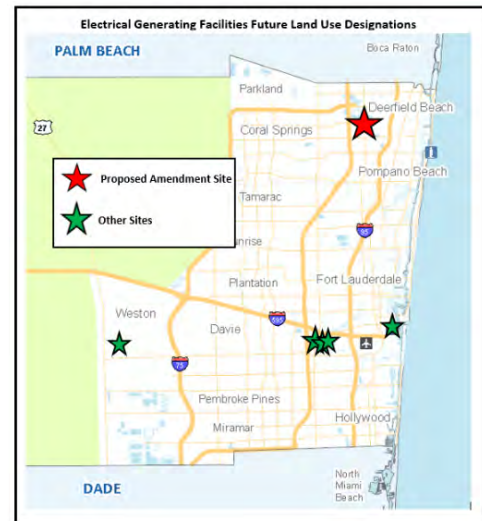 Electrical Generating Facilities Future Land Use Designations
PALM BEACH
Boca Raton
Parkland
Deerfield Beach
27
Coral Springs
Pompano Beach
Proposed Amendment Site
Tamarac
Other Sites
95
unrise
Plantation
Fort Lauderdale
Weston
595
Davie
75
Pembroke Pines
Hollywood
Miramar
North
Miami
Beach
DADE